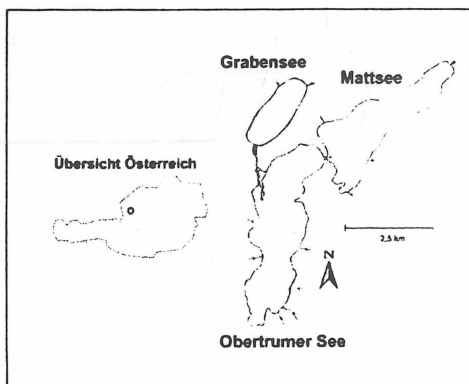 Grabensee
Mattsee
Übersicht Österreich
2,5 km
N
Obertrumer See